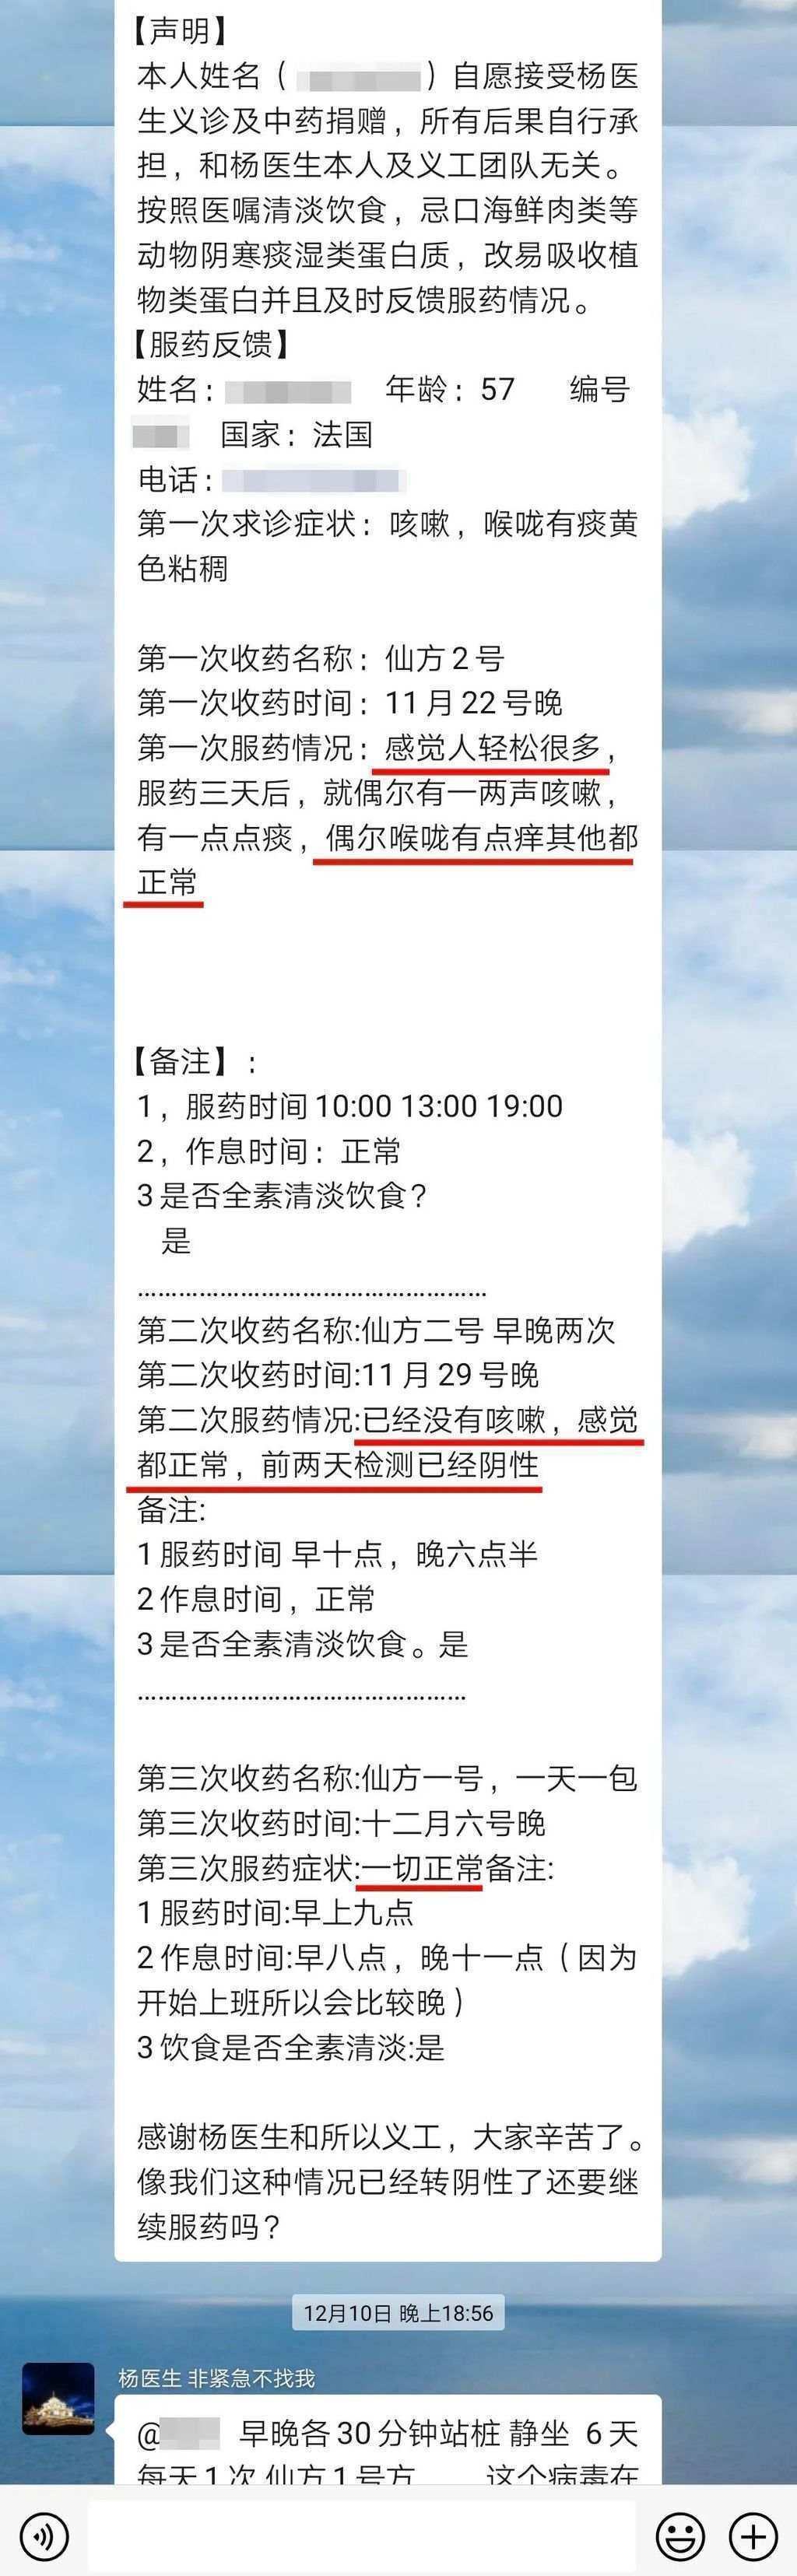 【声明】
本人姓名（ ）自愿接受杨医
生义诊及中药捐赠，所有后果自行承
担，和杨医生本人及义工团队无关。
按照医嘱清淡饮食，忌口海鲜肉类等
动物阴寒痰湿类蛋白质，改易吸收植
物类蛋白并且及时反馈服药情况。
【服药反馈】
姓名： 年龄：57 编号
国家：法国
电话：
第一次求诊症状：咳嗽，喉咙有痰黄
色粘稠
第一次收药名称：仙方2号
第一次收药时间：11月22号晚
第一次服药情况：感觉人轻松很多，
服药三天后，就偶尔有一两声咳嗽，
有一点点痰，偶尔喉咙有点痒其他都
正常
【备注】:
1，服药时间10:00 13:00 19:00
2，作息时间：正常
3是否全素清淡饮食？
是
………………………………………………
第二次收药名称:仙方二号 早晚两次
第二次收药时间:11月29号晚
第二次服药情况:已经没有咳嗽，感觉
都正常，前两天检测已经阴性
备注:
1服药时间 早十点，晚六点半
2作息时间，正常
3是否全素清淡饮食。是
……………………………………………
第三次收药名称:仙方一号，一天一包
第三次收药时间:十二月六号晚
第三次服药症状:一切正常备注:
1服药时间:早上九点
2作息时间:早八点，晚十一点（因为
开始上班所以会比较晚）
3饮食是否全素清淡:是
感谢杨医生和所以义工，大家辛苦了。
像我们这种情况已经转阴性了还要继
续服药吗？
12月10日 晚上18:56
杨医生 非紧急不找我
@ 早晚各30分钟站桩 静坐 6天
每天1次 仙方1号方 这个病毒在